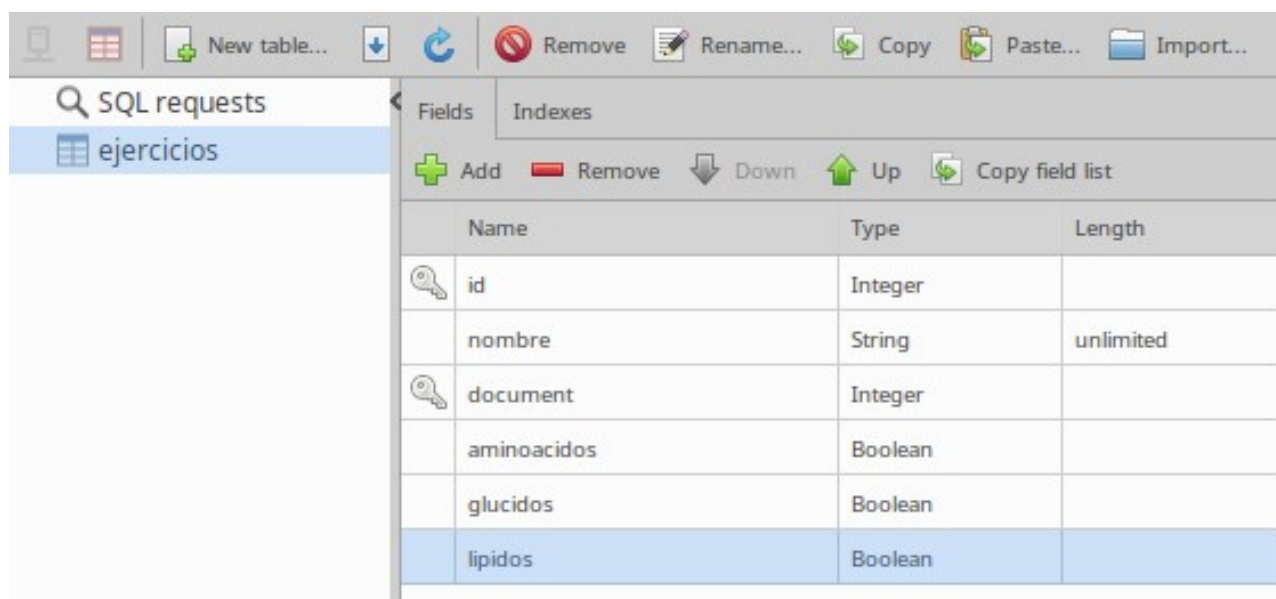 New table... Remove Rename... Copy Paste... Import...
SQL requests
ejercicios
Fields Indexes
Add Remove Down Up Copy field list
Name Type Length
id Integer
nombre String unlimited
document Integer
aminoacidos Boolean
glucidos Boolean
lipidos Boolean